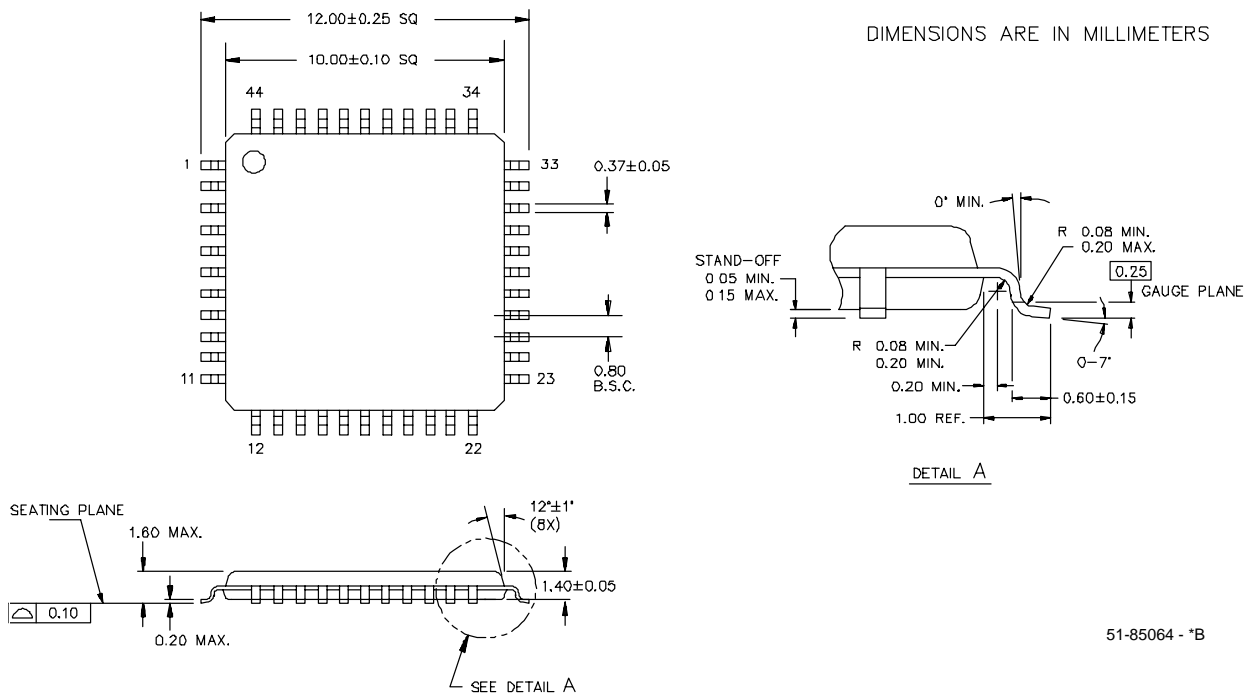 12.00±0.25 SQ
DIMENSIONS ARE IN MILLIMETERS
10.00±0.10 SQ
44
34
1
33
0.37±0.05
0° MIN.
R 0.08 MIN.
0.20 MAX.
STAND-OFF
0.05 MIN.
0.15 MAX.
0.25
GAUGE PLANE
R 0.08 MIN.
0.20 MIN.
0-7°
0.80
B.S.C.
11
23
0.20 MIN.
0.60±0.15
1.00 REF.
12
22
DETAIL A
SEATING PLANE
1.60 MAX.
12°±1°
(8X)
1.40±0.05
0.10
0.20 MAX.
SEE DETAIL A
51-85064 - *B